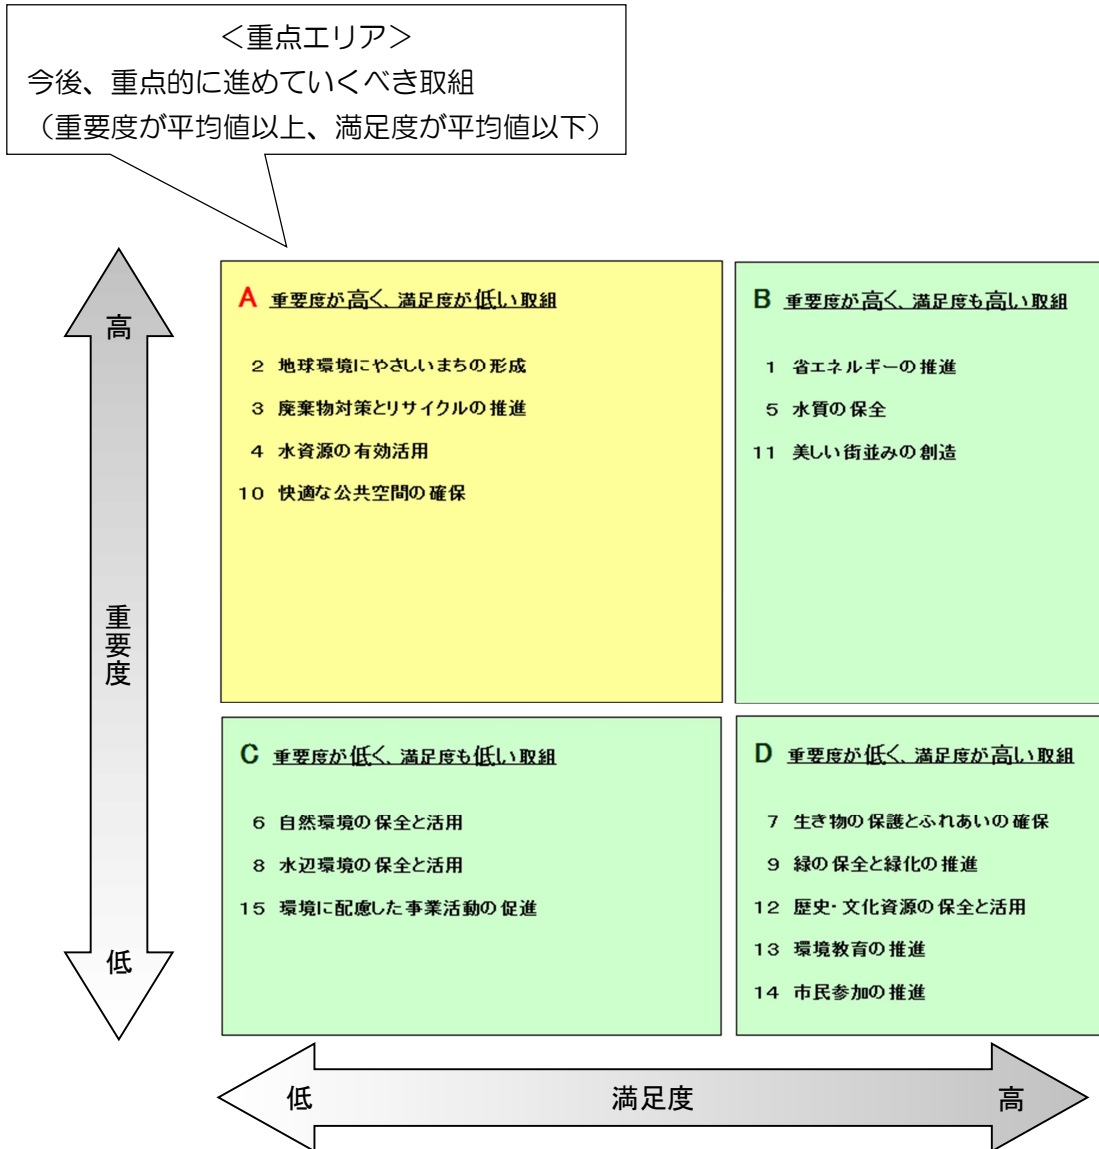 ＜重点エリア＞
今後、重点的に進めていくべき取組
（重要度が平均値以上、満足度が平均値以下）
高
重要度
低
A 重要度が高く、満足度が低い取組
2 地球環境にやさしいまちの形成
3 廃棄物対策とリサイクルの推進
4 水資源の有効活用
10 快適な公共空間の確保
B 重要度が高く、満足度も高い取組
1 省エネルギーの推進
5 水質の保全
11 美しい街並みの創造
C 重要度が低く、満足度も低い取組
6 自然環境の保全と活用
8 水辺環境の保全と活用
15 環境に配慮した事業活動の促進
D 重要度が低く、満足度が高い取組
7 生き物の保護とふれあいの確保
9 緑の保全と緑化の推進
12 歴史・文化資源の保全と活用
13 環境教育の推進
14 市民参加の推進
低 満足度 高